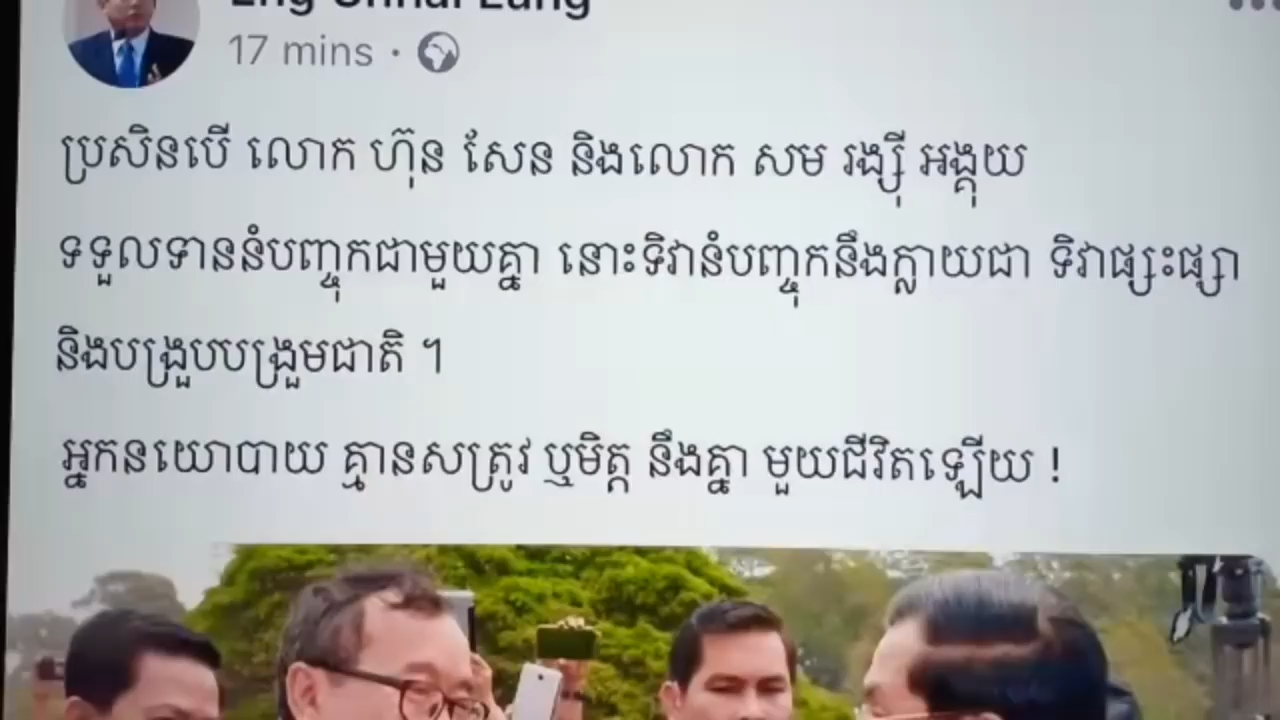 17 mins ·
ប្រសិនបើ លោក ហ៊ុន សែន និងលោក សម រង្ស៊ី អង្គុយ
ទទួលទាននំបញ្ចុកជាមួយគ្នា នោះទិវានំបញ្ចុកនឹងក្លាយជា ទិវាផ្សះផ្សា
និងបង្រួបបង្រួមជាតិ ។
អ្នកនយោបាយ គ្មានសត្រូវ ឬមិត្ត នឹងគ្នា មួយជីវិតឡើយ !